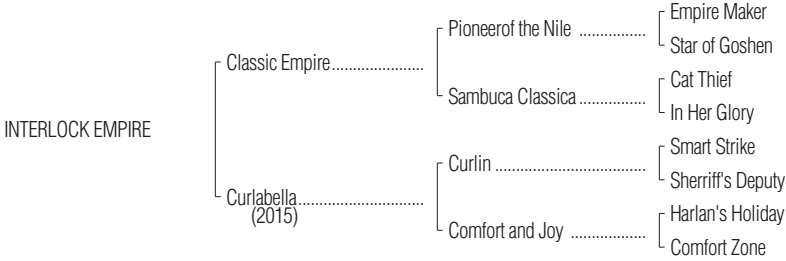 Empire Maker
Pioneerof the Nile ................
Star of Goshen
Classic Empire......................
Cat Thief
Sambuca Classica................
In Her Glory
INTERLOCK EMPIRE
Smart Strike
Curlin ....................................
Sherriff's Deputy
Curlabella..............................
(2015)
Harlan's Holiday
Comfort and Joy ..................
Comfort Zone